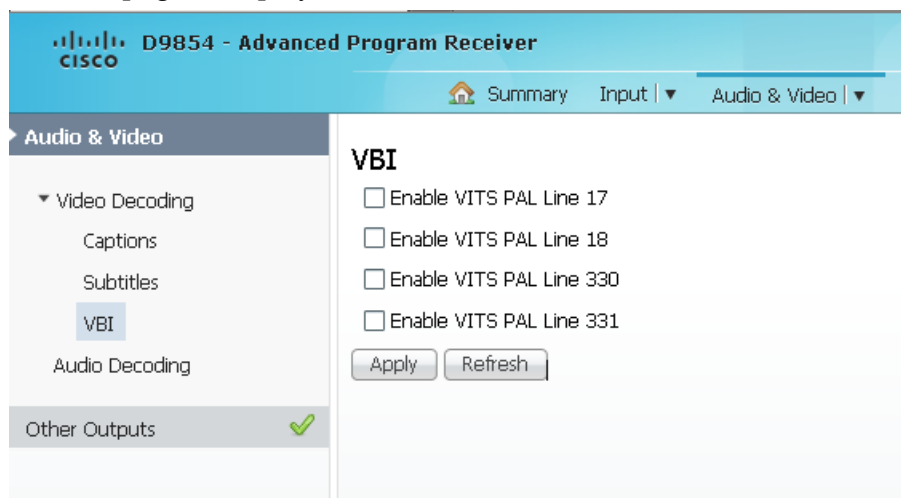 CISCO D9854 - Advanced Program Receiver
Summary Input | ▼ Audio & Video | ▼
Audio & Video
Video Decoding
Captions
Subtitles
VBI
Audio Decoding
Other Outputs
VBI
Enable VITS PAL Line 17
Enable VITS PAL Line 18
Enable VITS PAL Line 330
Enable VITS PAL Line 331
Apply Refresh